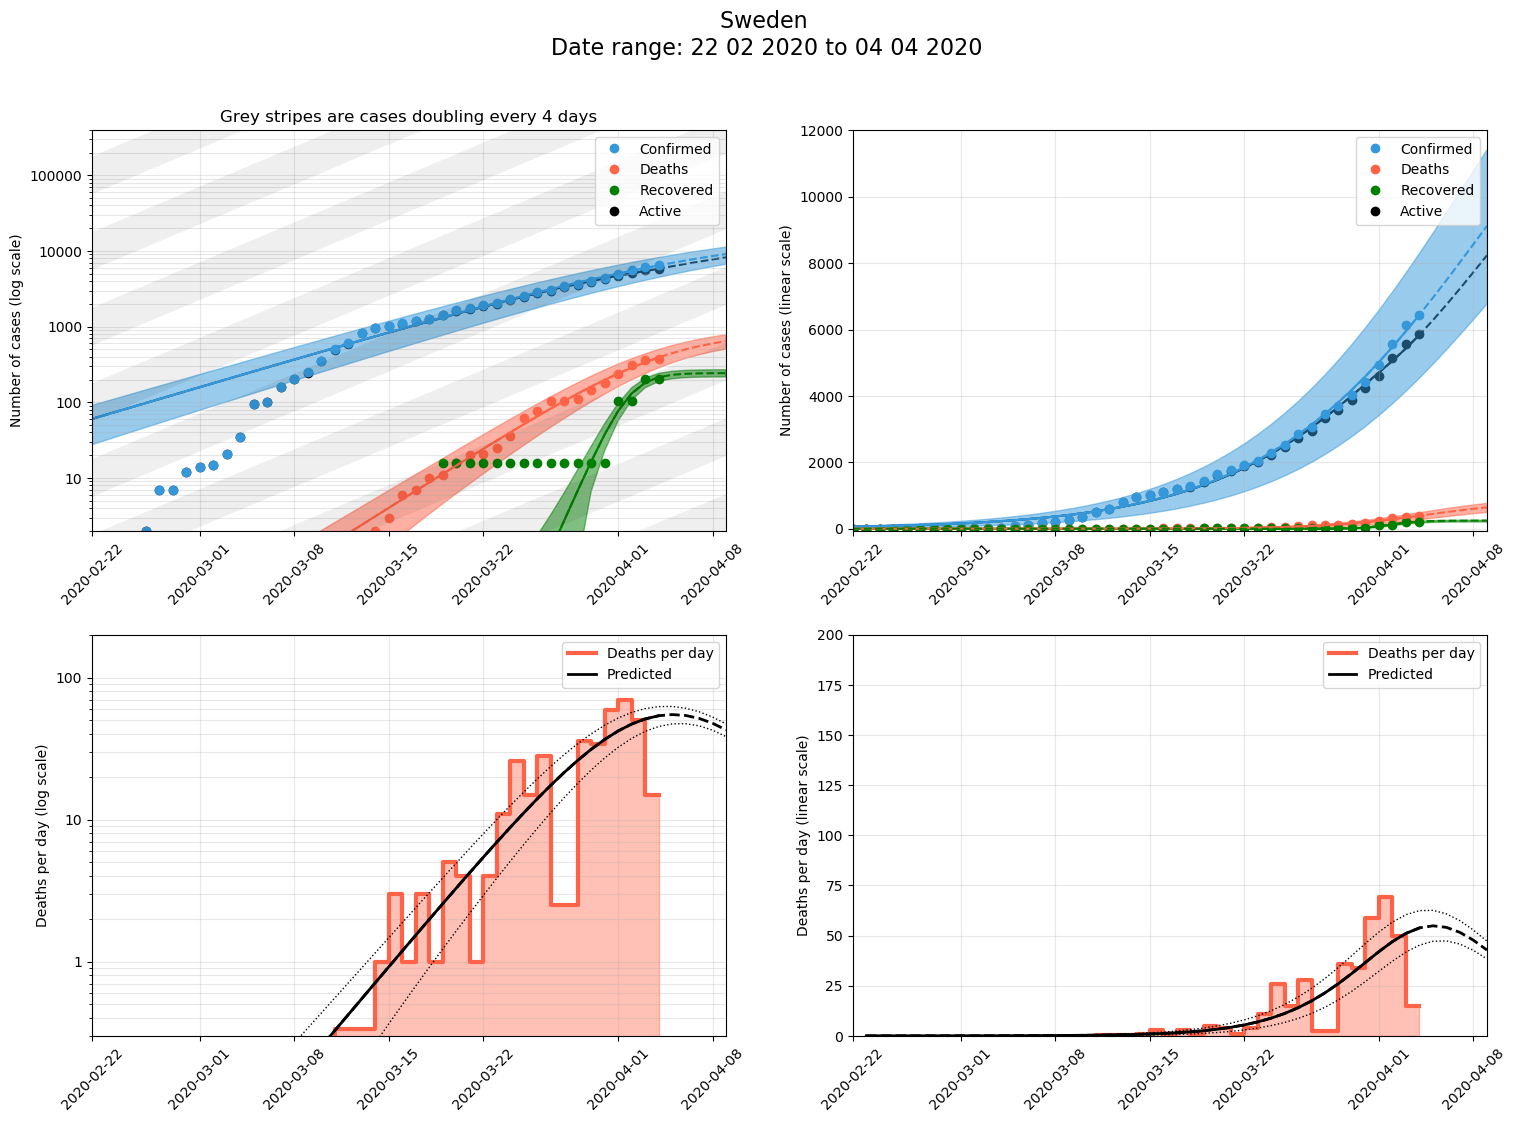 Sweden
Date range: 22 02 2020 to 04 04 2020
Grey stripes are cases doubling every 4 days
Number of cases (log scale)
100000
10000
1000
100
10
Confirmed
Deaths
Recovered
Active
2020-02-22
2020-03-01
2020-03-08
2020-03-15
2020-03-22
2020-04-01
2020-04-08
Number of cases (linear scale)
12000
10000
8000
6000
4000
2000
0
Confirmed
Deaths
Recovered
Active
2020-02-22
2020-03-01
2020-03-08
2020-03-15
2020-03-22
2020-04-01
2020-04-08
Deaths per day (log scale)
100
10
1
Deaths per day
Predicted
2020-02-22
2020-03-01
2020-03-08
2020-03-15
2020-03-22
2020-04-01
2020-04-08
Deaths per day (linear scale)
200
175
150
125
100
75
50
25
0
Deaths per day
Predicted
2020-02-22
2020-03-01
2020-03-08
2020-03-15
2020-03-22
2020-04-01
2020-04-08